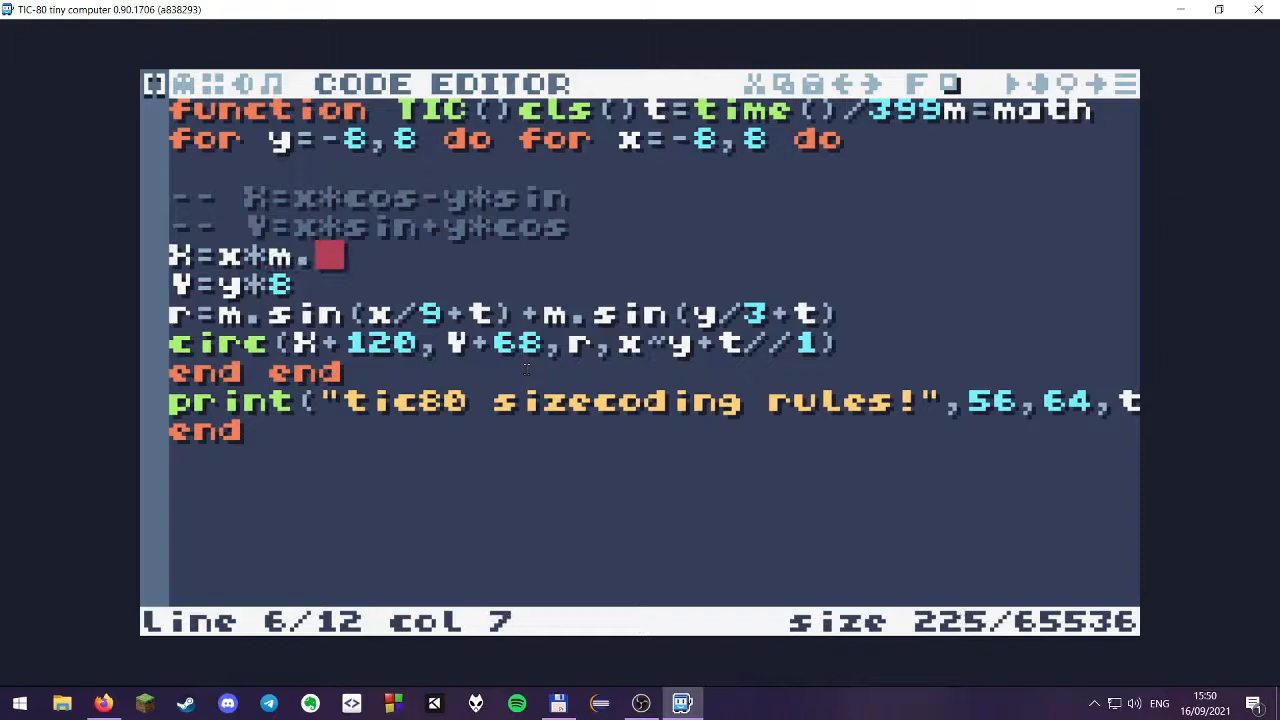 TIC-80 tiny computer 0.90.1706 (a838293)
CODE EDITOR
F
function TIC()cls()t=time()/399m=math
for y=-8,8 do for x=-8,8 do
-- X=x*cos-y*sin
-- Y=x*sin+y*cos
X=x*m.
Y=y*8
r=m.sin(x/9+t)+m.sin(y/3+t)
circ(X+120,Y+68,r,x~y+t//1)
end end
print("tic80 sizecoding rules!",56,64,t
end
line 6/12 col 7
size 225/65536
15:50
ENG
16/09/2021
1